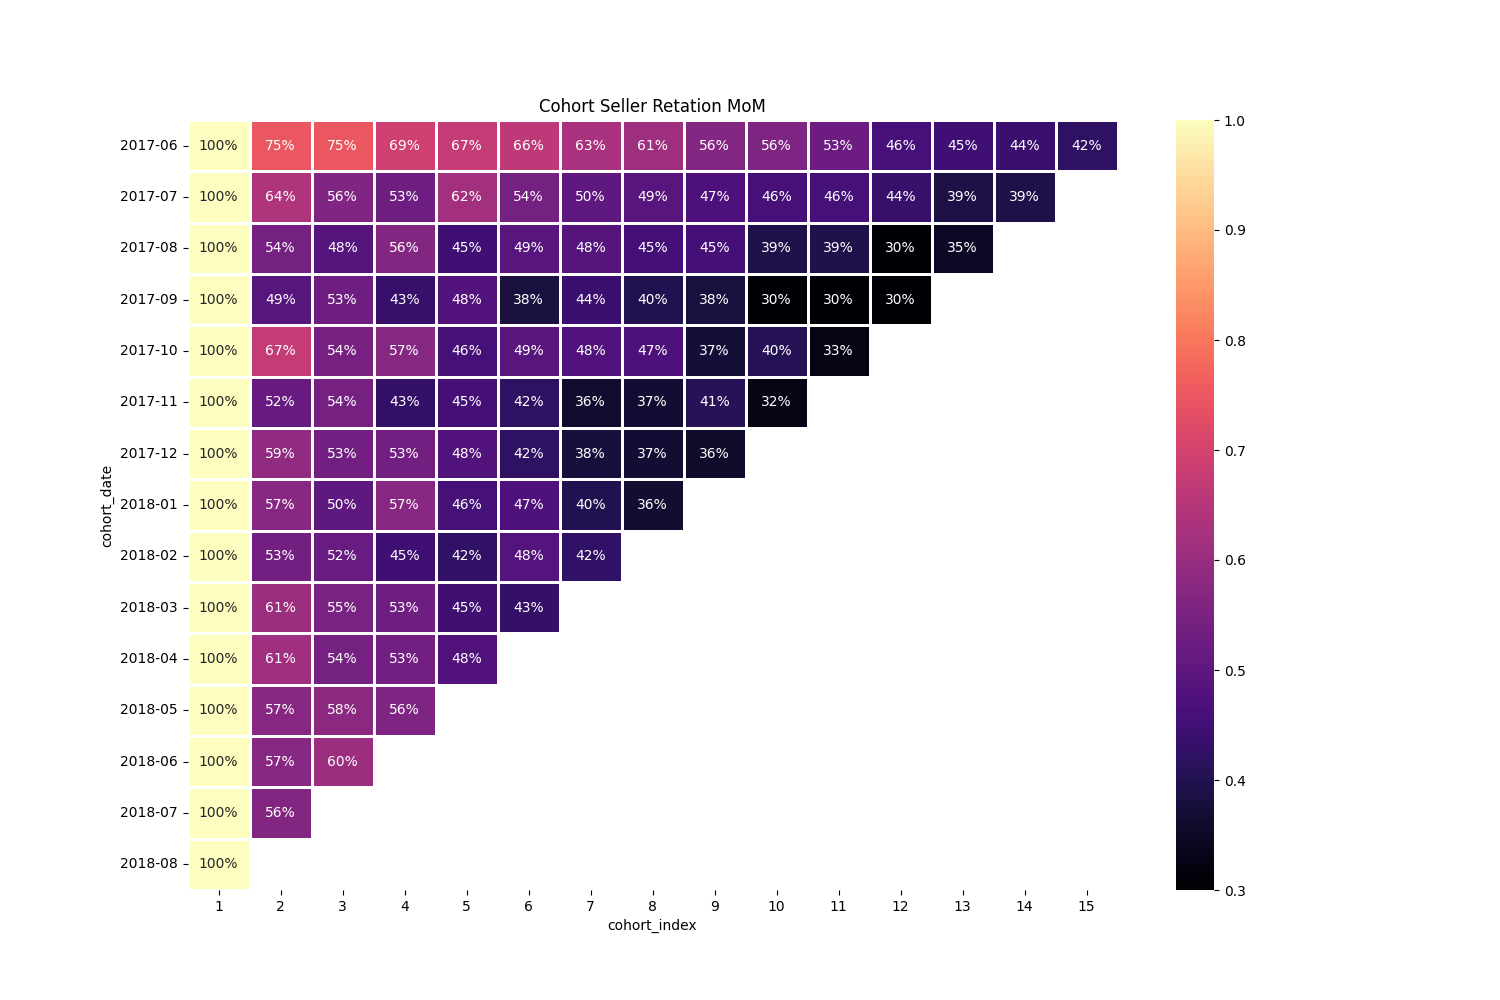 Cohort Seller Retation MoM
cohort_date
2017-06 100% 75% 75% 69% 67% 66% 63% 61% 56% 56% 53% 46% 45% 44% 42%
2017-07 100% 64% 56% 53% 62% 54% 50% 49% 47% 46% 46% 44% 39% 39%
2017-08 100% 54% 48% 56% 45% 49% 48% 45% 45% 39% 39% 30% 35%
2017-09 100% 49% 53% 43% 48% 38% 44% 40% 38% 30% 30% 30%
2017-10 100% 67% 54% 57% 46% 49% 48% 47% 37% 40% 33%
2017-11 100% 52% 54% 43% 45% 42% 36% 37% 41% 32%
2017-12 100% 59% 53% 53% 48% 42% 38% 37% 36%
2018-01 100% 57% 50% 57% 46% 47% 40% 36%
2018-02 100% 53% 52% 45% 42% 48% 42%
2018-03 100% 61% 55% 53% 45% 43%
2018-04 100% 61% 54% 53% 48%
2018-05 100% 57% 58% 56%
2018-06 100% 57% 60%
2018-07 100% 56%
2018-08 100%
1 2 3 4 5 6 7 8 9 10 11 12 13 14 15
cohort_index
1.0
0.9
0.8
0.7
0.6
0.5
0.4
0.3